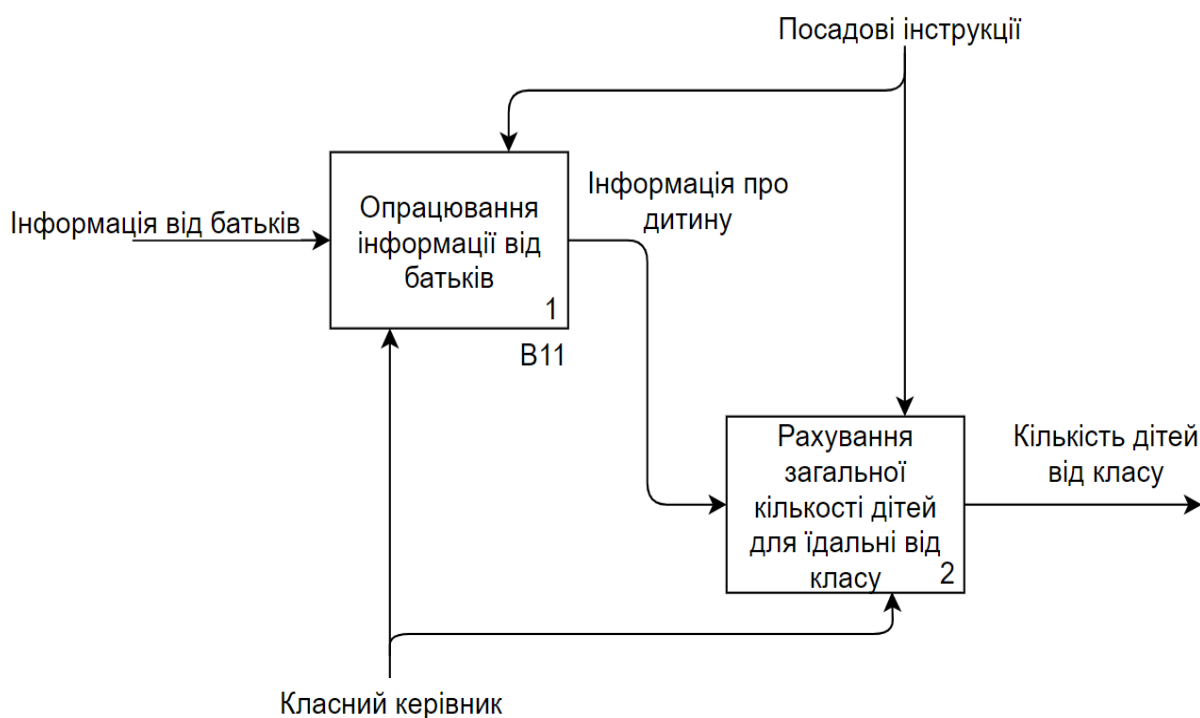 Посадові інструкції
Інформація від батьків
Опрацювання
інформації від
батьків
1
B11
Інформація про
дитину
Рахування
загальної
кількості дітей
для їдальні від
класу
2
Кількість дітей
від класу
Класний керівник